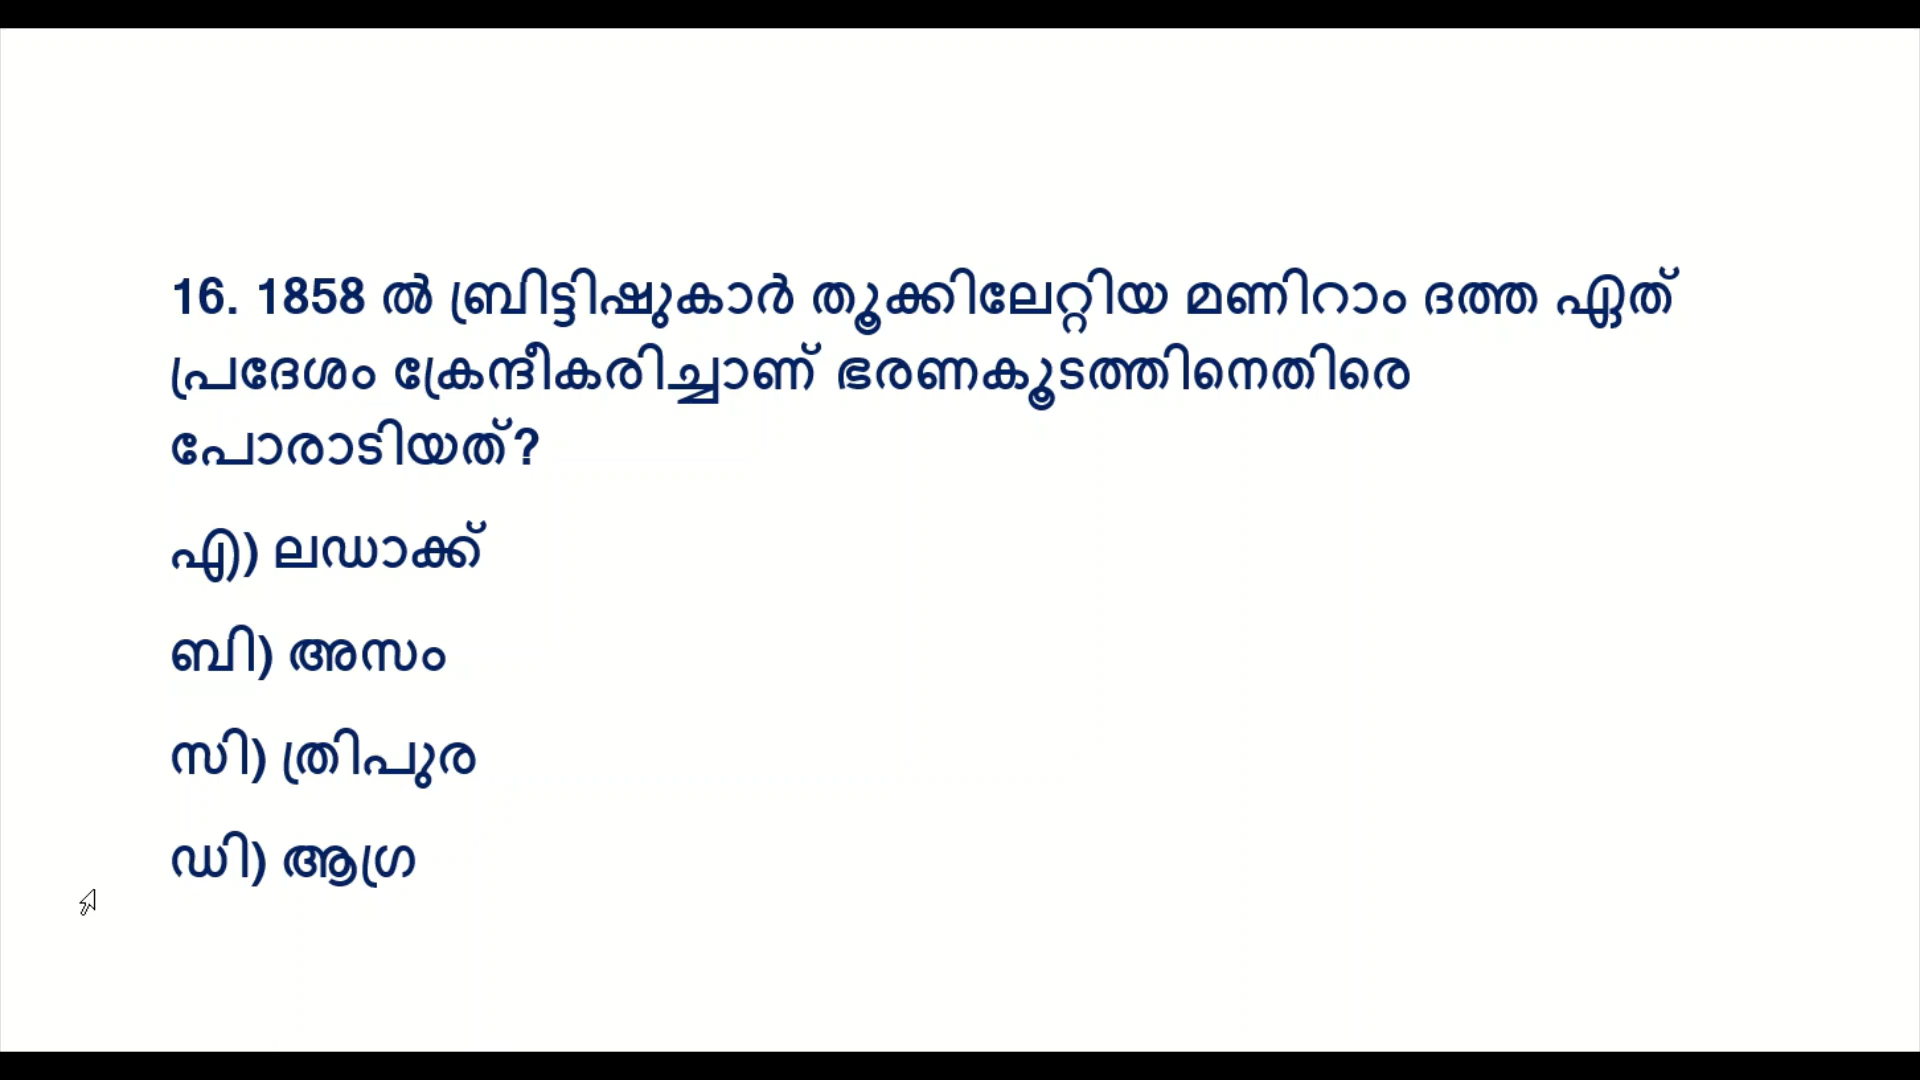 16. 1858 ൽ ബ്രിട്ടിഷുകാർ തൂക്കിലേറ്റിയ മണിറാം ദത്ത ഏത്
പ്രദേശം ക്രേന്ദീകരിച്ചാണ് ഭരണകൂടത്തിനെതിരെ
പോരാടിയത്?
എ) ലഡാക്ക്
ബി) അസം
സി) ത്രിപുര
ഡി) ആഗ്ര